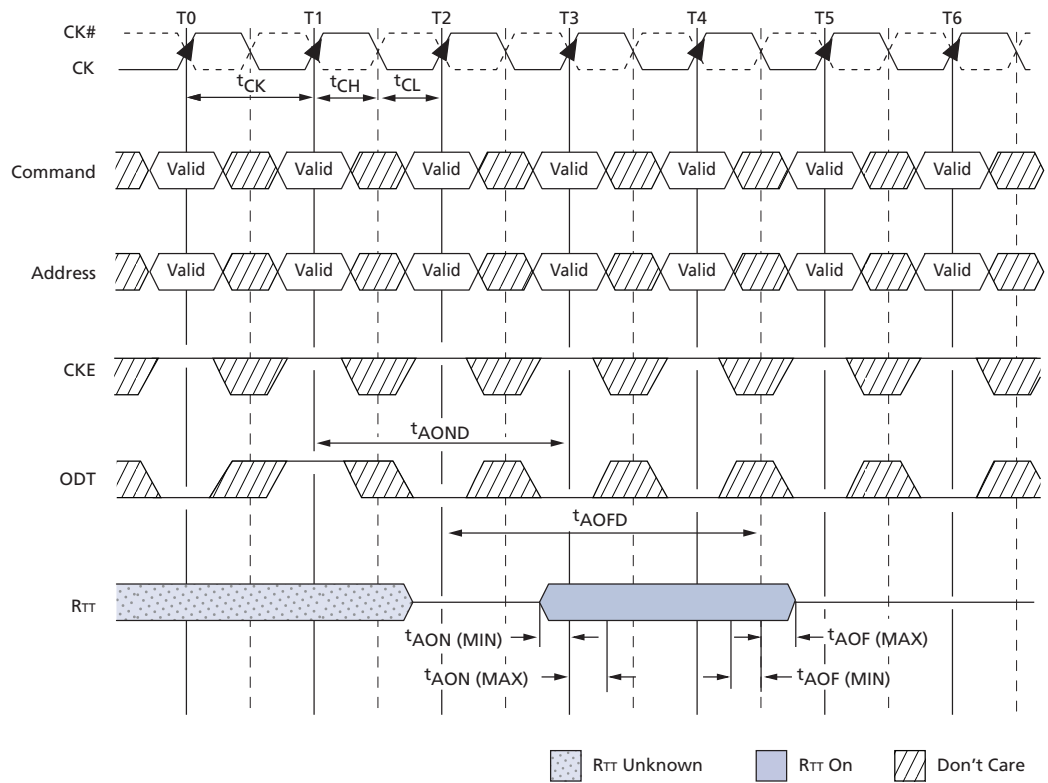 T0 T1 T2 T3 T4 T5 T6
CK#
CK
tCK tCH tCL
Command Valid Valid Valid Valid Valid Valid Valid
Address Valid Valid Valid Valid Valid Valid Valid
CKE
tAOND
ODT
tAOFD
RTT
tAON (MIN) tAOF (MAX)
tAON (MAX) tAOF (MIN)
RTT Unknown RTT On Don't Care